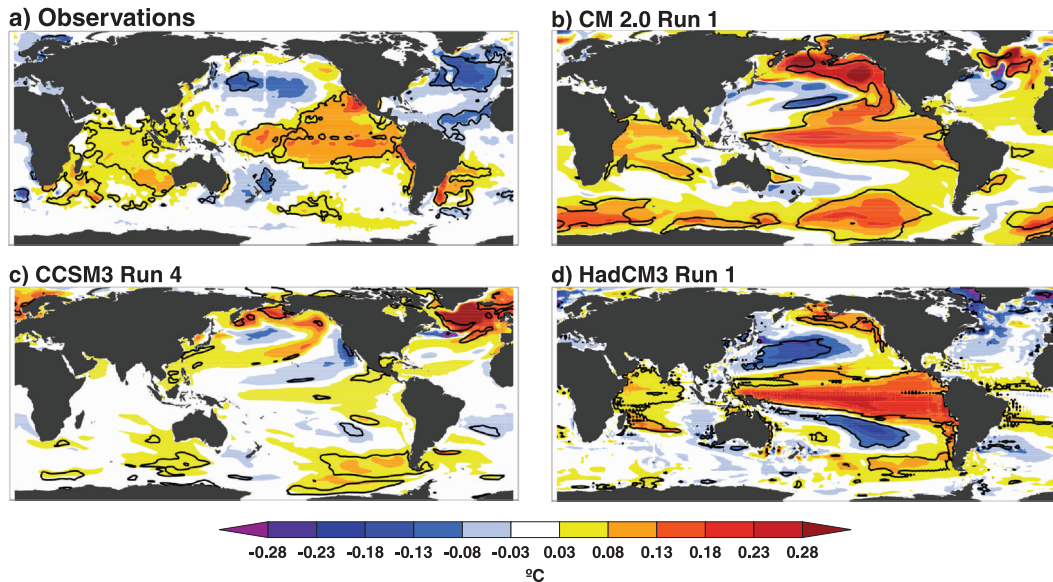 a) Observations
b) CM 2.0 Run 1
c) CCSM3 Run 4
d) HadCM3 Run 1
-0.28 -0.23 -0.18 -0.13 -0.08 -0.03 0.03 0.08 0.13 0.18 0.23 0.28
ºC